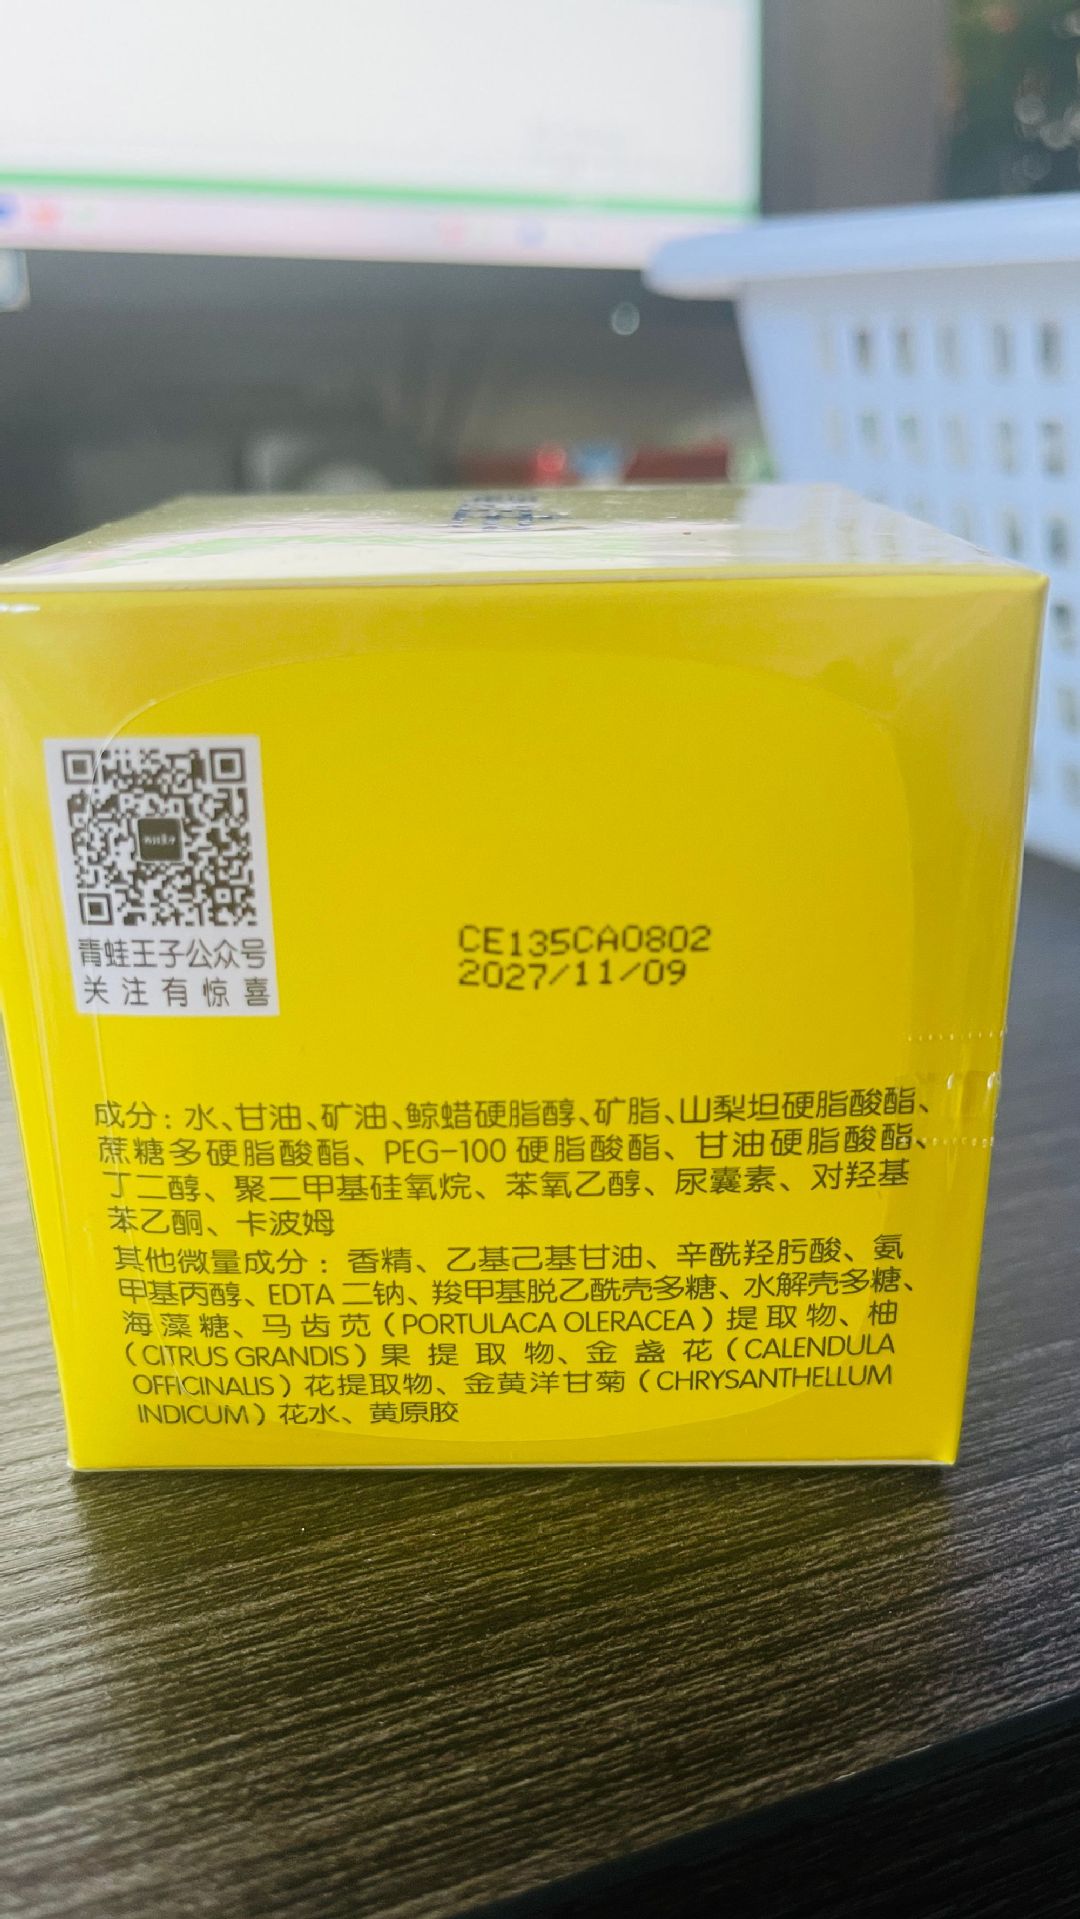 青蛙王子公众号
关注有惊喜
CE135CA0802
2027/11/09
成分：水、甘油、矿油、鲸蜡硬脂醇、矿脂、山梨坦硬脂酸酯、
蔗糖多硬脂酸酯、PEG-100 硬脂酸酯、甘油硬脂酸酯、
丁二醇、聚二甲基硅氧烷、苯氧乙醇、尿囊素、对羟基
苯乙酮、卡波姆
其他微量成分：香精、乙基己基甘油、辛酰羟肟酸、氨
甲基丙醇、EDTA 二钠、羧甲基脱乙酰壳多糖、水解壳多糖、
海藻糖、马齿苋（PORTULACA OLERACEA）提取物、柚
（CITRUS GRANDIS）果提取物、金盏花（CALENDULA
OFFICINALIS）花提取物、金黄洋甘菊（CHRYSANTHELLUM
INDICUM）花水、黄原胶